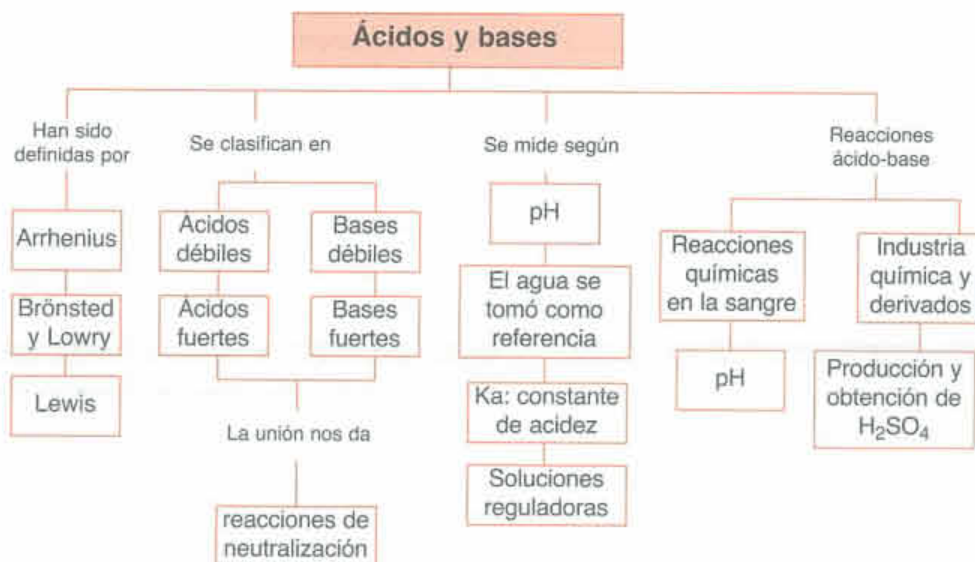 Ácidos y bases
Han sido
definidas por
Arrhenius
Brönsted
y Lowry
Lewis
Se clasifican en
Ácidos
débiles
Ácidos
fuertes
Bases
débiles
Bases
fuertes
La unión nos da
reacciones de
neutralización
Se mide según
pH
El agua se
tomó como
referencia
Ka: constante
de acidez
Soluciones
reguladoras
Reacciones
ácido-base
Reacciones
químicas
en la sangre
pH
Industria
química y
derivados
Producción y
obtención de
H₂SO₄